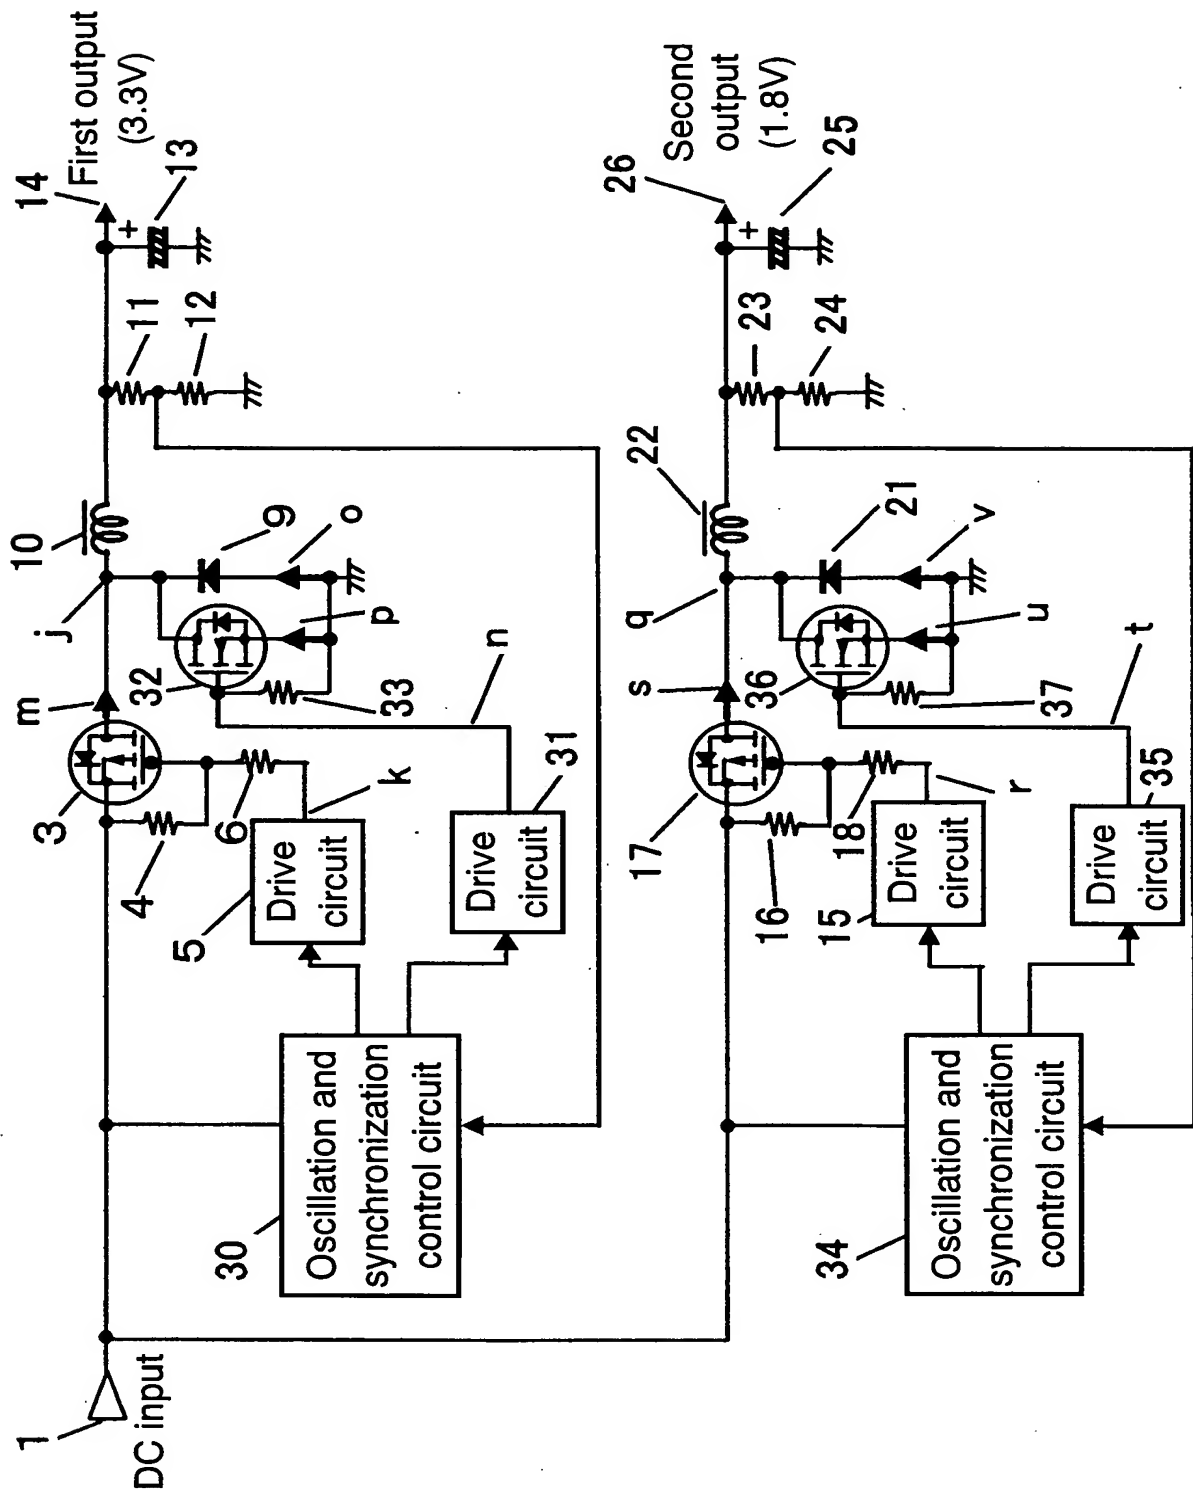 1
DC input
30
Oscillation and
synchronization
control circuit
3
4
5
Drive
circuit
6
k
m
j
10
32
33
n
31
Drive
circuit
p
o
9
11
12
14
First output
(3.3V)
+
13
34
Oscillation and
synchronization
control circuit
17
16
15
Drive
circuit
18
r
s
q
22
36
37
t
35
Drive
circuit
u
v
21
23
24
26
Second
output
(1.8V)
+
25